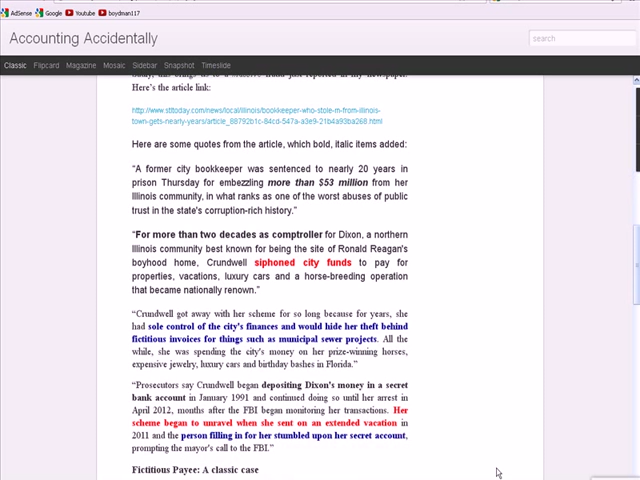 AdSense Google Youtube boydman117
Accounting Accidentally
search
Classic Flipcard Magazine Mosaic Sidebar Snapshot Timeslide
Here's the article link:
http://www.stltoday.com/news/local/illinois/bookkeeper-who-stole-m-from-illinois-
town-gets-nearly-years/article_88792b1c-84cd-547a-a3e9-21b4a93ba268.html
Here are some quotes from the article, which bold, italic items added:
"A former city bookkeeper was sentenced to nearly 20 years in
prison Thursday for embezzling more than $53 million from her
Illinois community, in what ranks as one of the worst abuses of public
trust in the state's corruption-rich history."
"For more than two decades as comptroller for Dixon, a northern
Illinois community best known for being the site of Ronald Reagan's
boyhood home, Crundwell siphoned city funds to pay for
properties, vacations, luxury cars and a horse-breeding operation
that became nationally renown."
"Crundwell got away with her scheme for so long because for years, she
had sole control of the city's finances and would hide her theft behind
fictitious invoices for things such as municipal sewer projects. All the
while, she was spending the city's money on her prize-winning horses,
expensive jewelry, luxury cars and birthday bashes in Florida."
"Prosecutors say Crundwell began depositing Dixon's money in a secret
bank account in January 1991 and continued doing so until her arrest in
April 2012, months after the FBI began monitoring her transactions. Her
scheme began to unravel when she sent on an extended vacation in
2011 and the person filling in for her stumbled upon her secret account,
prompting the mayor's call to the FBI."
Fictitious Payee: A classic case